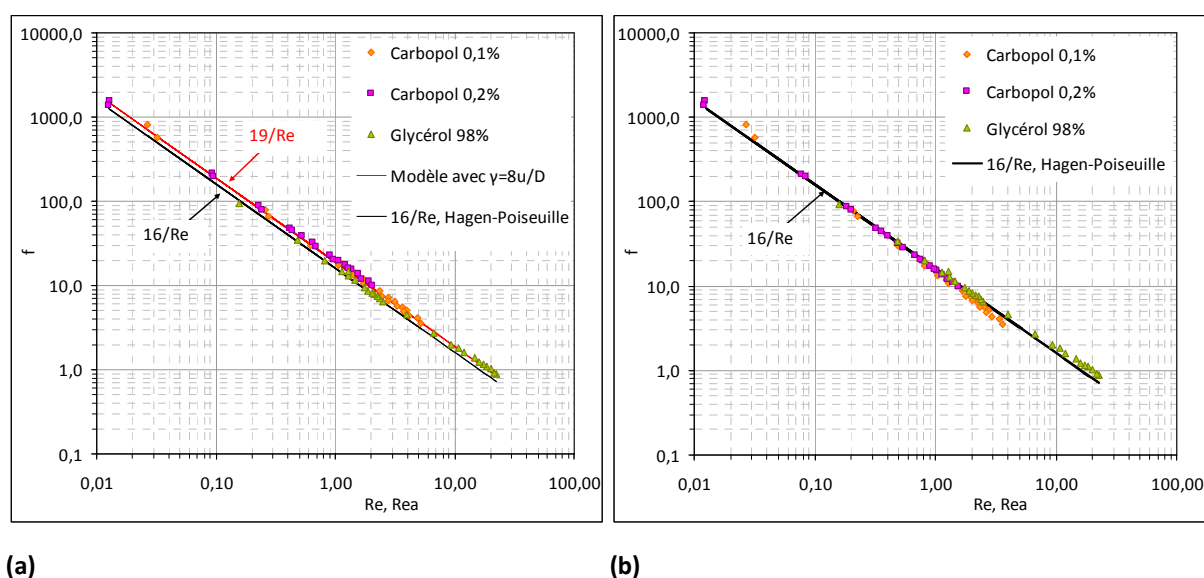 10000,0
1000,0
100,0
10,0
1,0
0,1
f
0,01
0,10
1,00
10,00
100,00
Re, Rea
Carbopol 0,1%
Carbopol 0,2%
Glycérol 98%
Modèle avec γ=8u/D
16/Re, Hagen-Poiseuille
19/Re
16/Re
(a)
10000,0
1000,0
100,0
10,0
1,0
0,1
f
0,01
0,10
1,00
10,00
100,00
Re, Rea
Carbopol 0,1%
Carbopol 0,2%
Glycérol 98%
16/Re, Hagen-Poiseuille
16/Re
(b)